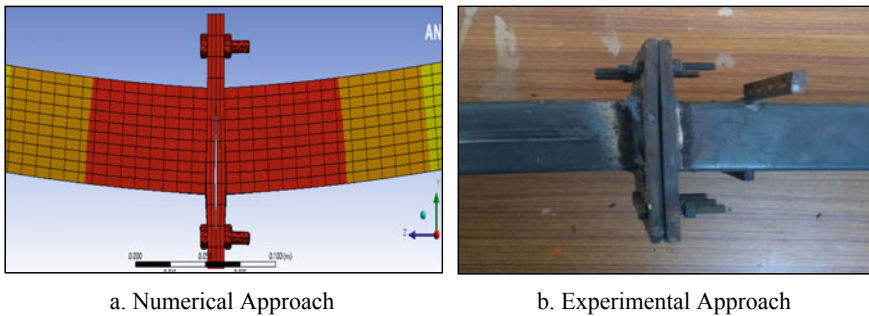 AN
Y
Z
0.000
0.100 (m)
a. Numerical Approach
b. Experimental Approach